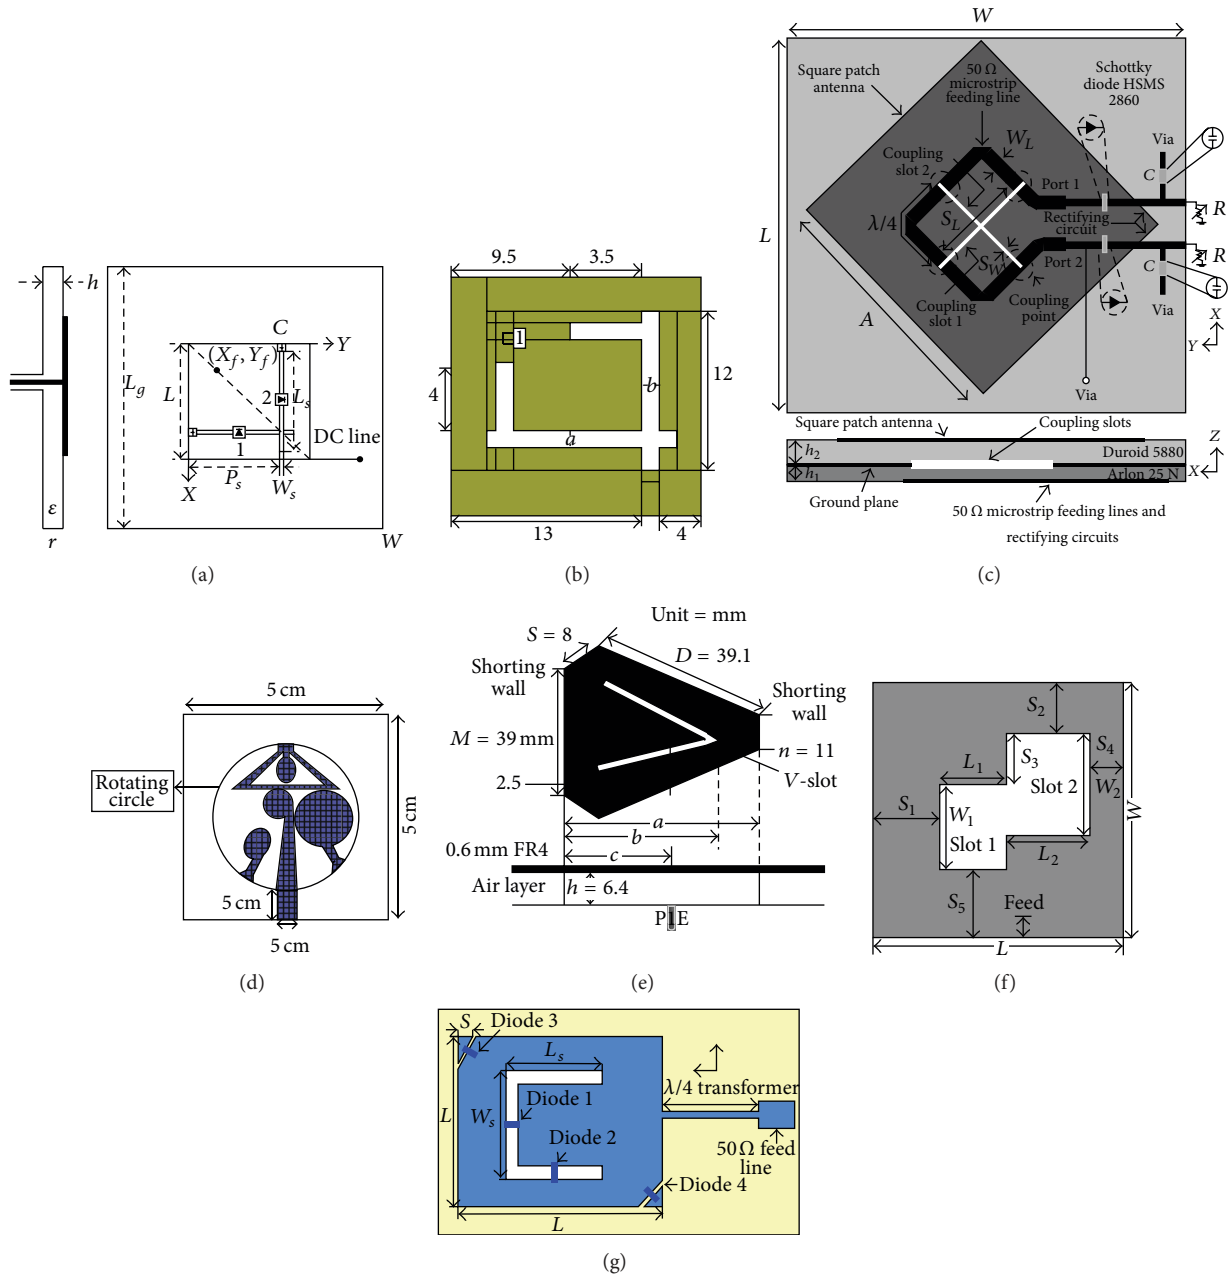 h
ε
r
L_g
C
(X_f, Y_f)
Y
L
2
L_s
1
DC line
X
P_s
W_s
W
(a)
9.5
3.5
1
b
12
4
a
13
4
(b)
W
Square patch
antenna
50 Ω
microstrip
feeding line
Schottky
diode HSMS
2860
W_L
Via
Coupling
slot 2
C
Port 1
S_L
λ/4
Rectifying
circuit
R
L
S_W
Port 2
R
C
Coupling
slot 1
Coupling
point
Via
A
X
Y
Via
Square patch antenna
Coupling slots
h_2
Duroid 5880
Z
h_1
Arlon 25 N
X
Ground plane
50 Ω microstrip feeding lines and
rectifying circuits
(c)
5 cm
Rotating
circle
5 cm
5 cm
5 cm
(d)
Unit = mm
S = 8
D = 39.1
Shorting
wall
Shorting
wall
M = 39 mm
n = 11
2.5
V-slot
a
b
c
0.6 mm FR4
Air layer
h = 6.4
P
E
(e)
S_2
S_4
L_1
S_3
Slot 2
W_2
W
S_1
W_1
Slot 1
L_2
S_5
Feed
L
(f)
S
Diode 3
L_s
λ/4 transformer
L
W_s
Diode 1
Diode 2
50 Ω feed
line
Diode 4
L
(g)